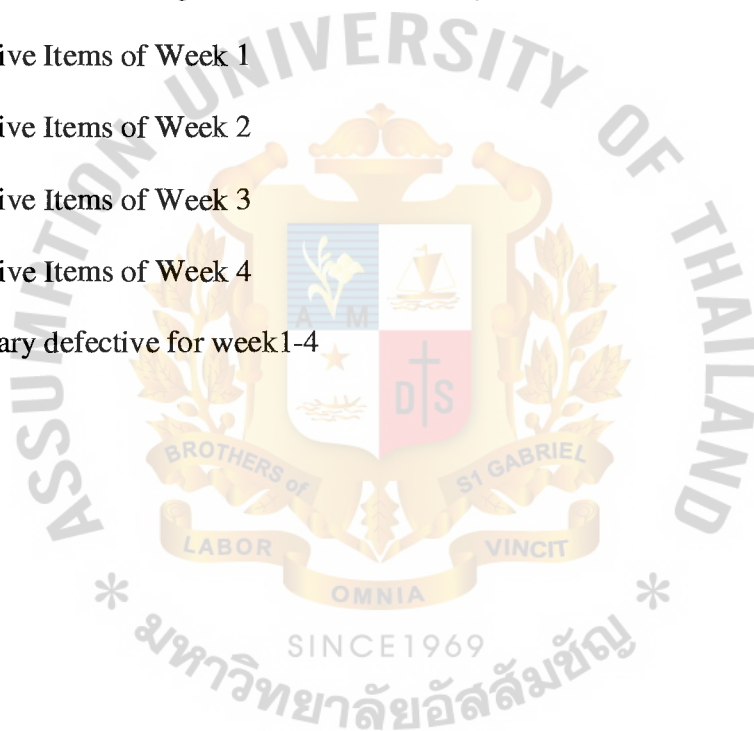 ive Items of Week 1
ive Items of Week 2
ive Items of Week 3
ive Items of Week 4
ary defective for week1-4
ASSUMPTION UNIVERSITY OF THAILAND
A M
D S
BROTHERS of St GABRIEL
LABOR
OMNIA
VINCIT
SINCE1969
* มหาวิทยาลัยอัสสัมชัญ *